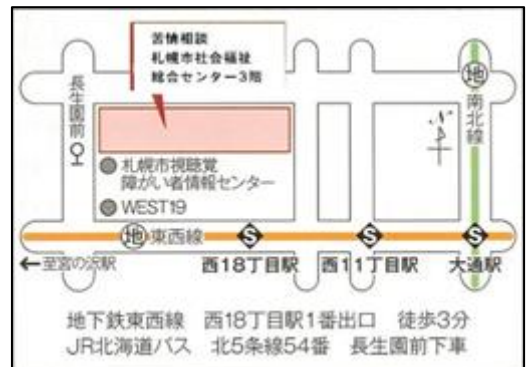 苦情相談
札幌市社会福祉
総合センター3階
長生園前
地
南北線
N
札幌市視聴覚
障がい者情報センター
WEST19
地 東西線 S S S
←至宮の沢駅 西18丁目駅 西11丁目駅 大通駅
地下鉄東西線 西18丁目駅1番出口 徒歩3分
JR北海道バス 北5条線54番 長生園前下車